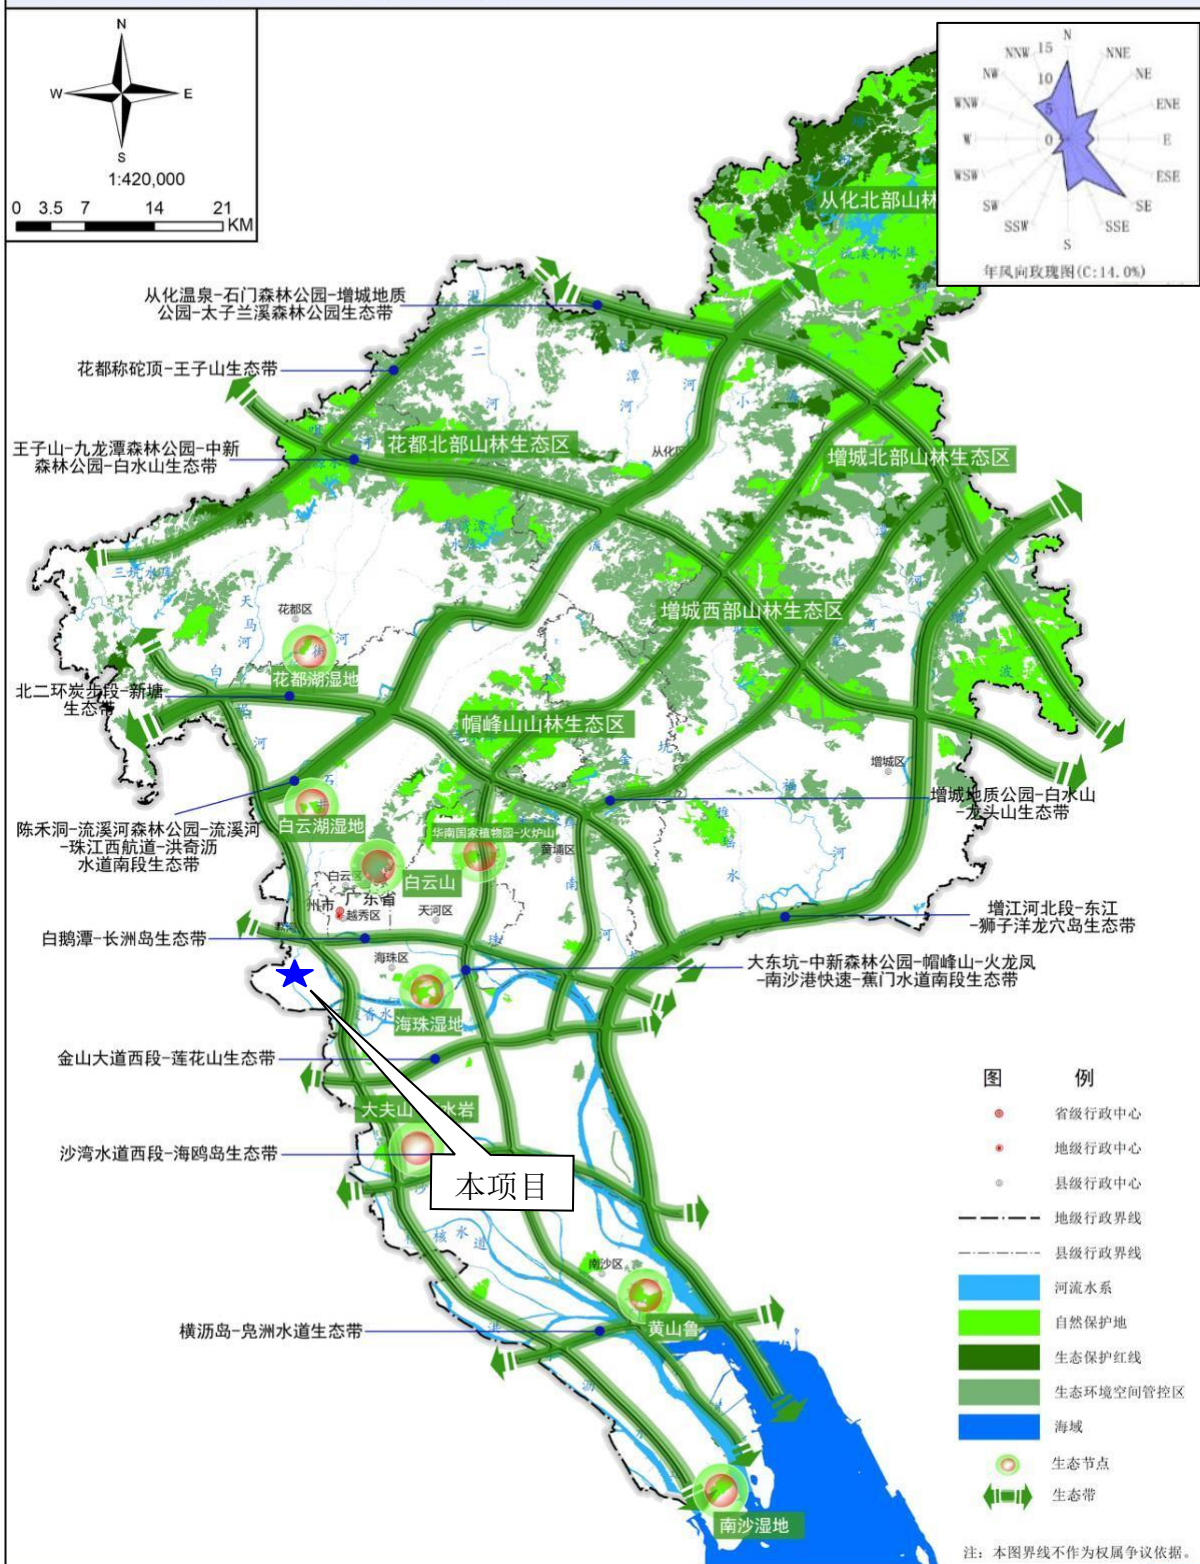 N
W
E
S
1:420,000
0 3.5 7 14 21 KM
N
NNE
NE
ENE
E
ESE
SE
SSE
S
SSW
SW
WSW
W
WNW
NW
NNW
15
10
5
0
年风向玫瑰图(C:14.0%)
从化北部山林
流溪河水库
从化温泉-石门森林公园-增城地质
公园-太子兰溪森林公园生态带
花都称砣顶-王子山生态带
王子山-九龙潭森林公园-中新
森林公园-白水山生态带
花都北部山林生态区
从化区
增城北部山林生态区
三坑水库
天马河
花都区
花都湖湿地
增城西部山林生态区
北二环炭步段-新塘
生态带
帽峰山山林生态区
增城区
增城地质公园-白水山
-龙头山生态带
陈禾洞-流溪河森林公园-流溪河
-珠江西航道-洪奇沥
水道南段生态带
白云湖湿地
华南国家植物园-火炉山
黄埔区
白云区
白云山
广东省
州市
越秀区
天河区
增江河北段-东江
-狮子洋龙穴岛生态带
白鹅潭-长洲岛生态带
海珠区
大东坑-中新森林公园-帽峰山-火龙凤
-南沙港快速-蕉门水道南段生态带
海珠湿地
金山大道西段-莲花山生态带
大夫山
水岩
沙湾水道西段-海鸥岛生态带
本项目
南沙区
黄山鲁
横沥岛-凫洲水道生态带
南沙湿地
图 例
省级行政中心
地级行政中心
县级行政中心
地级行政界线
县级行政界线
河流水系
自然保护地
生态保护红线
生态环境空间管控区
海域
生态节点
生态带
注：本图界线不作为权属争议依据。